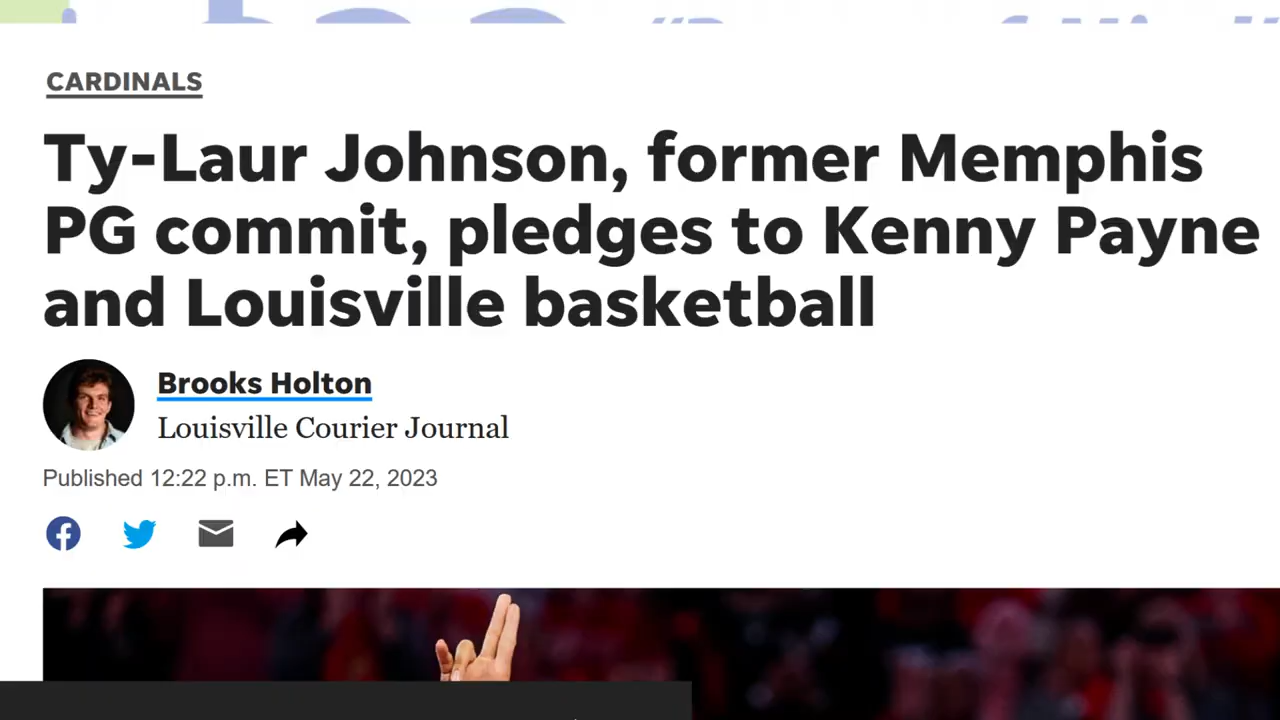 CARDINALS
Ty-Laur Johnson, former Memphis
PG commit, pledges to Kenny Payne
and Louisville basketball
Brooks Holton
Louisville Courier Journal
Published 12:22 p.m. ET May 22, 2023